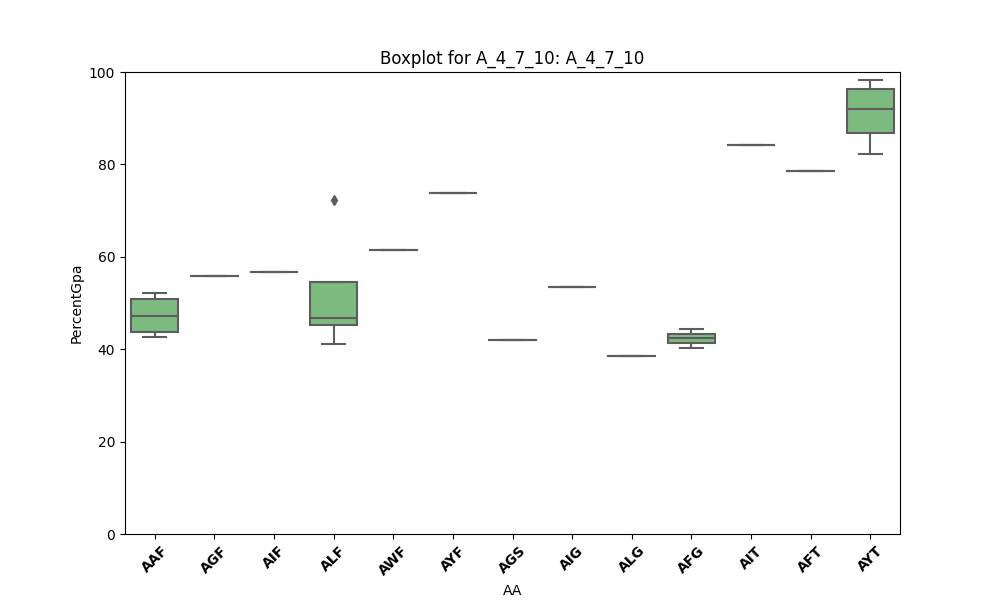 Boxplot for A_4_7_10: A_4_7_10
100
80
60
40
20
0
PercentGpa
AAF AGF AIF ALF AWF AYF AGS AIG ALG AFG AIT AFT AYT
AA